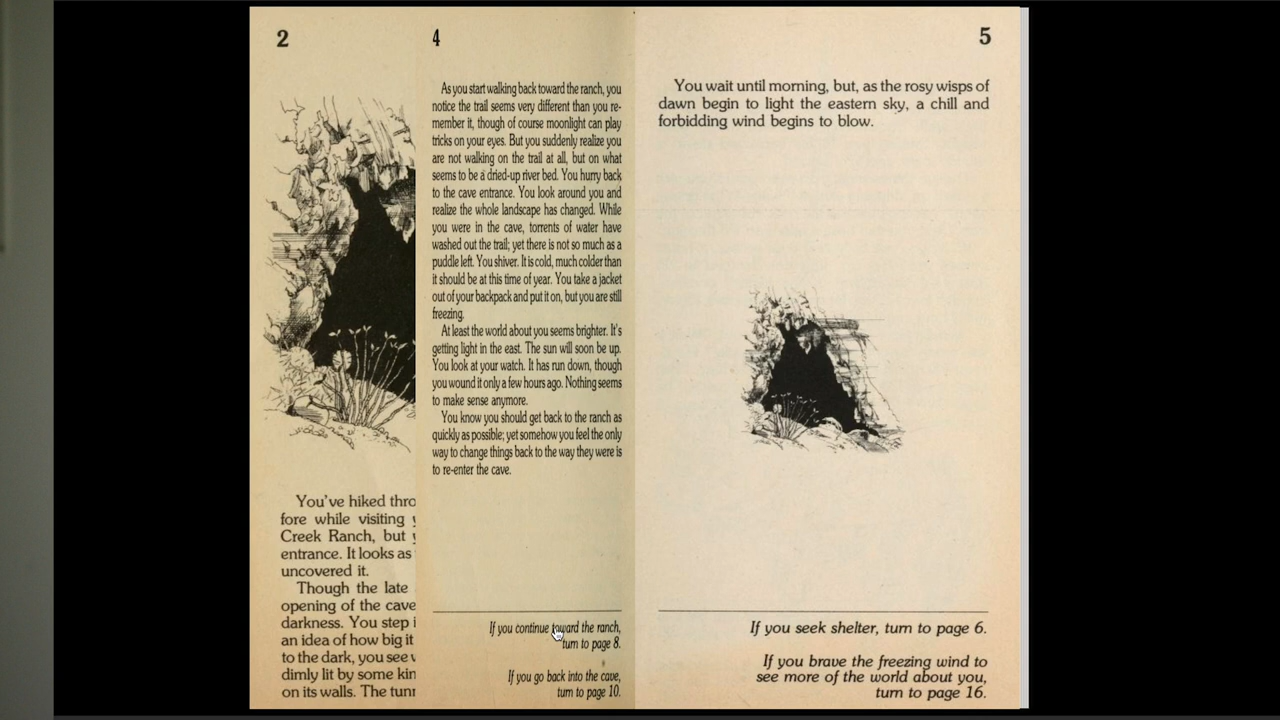 2
You've hiked thro
fore while visiting
Creek Ranch, but
entrance. It looks as
uncovered it.
Though the late
opening of the cave
darkness. You step i
an idea of how big it
to the dark, you see
dimly lit by some kin
on its walls. The tun
4
As you start walking back toward the ranch, you
notice the trail seems very different than you re-
member it, though of course moonlight can play
tricks on your eyes. But you suddenly realize you
are not walking on the trail at all, but on what
seems to be a dried-up river bed. You hurry back
to the cave entrance. You look around you and
realize the whole landscape has changed. While
you were in the cave, torrents of water have
washed out the trail; yet there is not so much as a
puddle left. You shiver. It is cold, much colder than
it should be at this time of year. You take a jacket
out of your backpack and put it on, but you are still
freezing.
At least the world about you seems brighter. It's
getting light in the east. The sun will soon be up.
You look at your watch. It has run down, though
you wound it only a few hours ago. Nothing seems
to make sense anymore.
You know you should get back to the ranch as
quickly as possible; yet somehow you feel the only
way to change things back to the way they were is
to re-enter the cave.
If you continue toward the ranch,
turn to page 8.
If you go back into the cave,
turn to page 10.
5
You wait until morning, but, as the rosy wisps of
dawn begin to light the eastern sky, a chill and
forbidding wind begins to blow.
If you seek shelter, turn to page 6.
If you brave the freezing wind to
see more of the world about you,
turn to page 16.